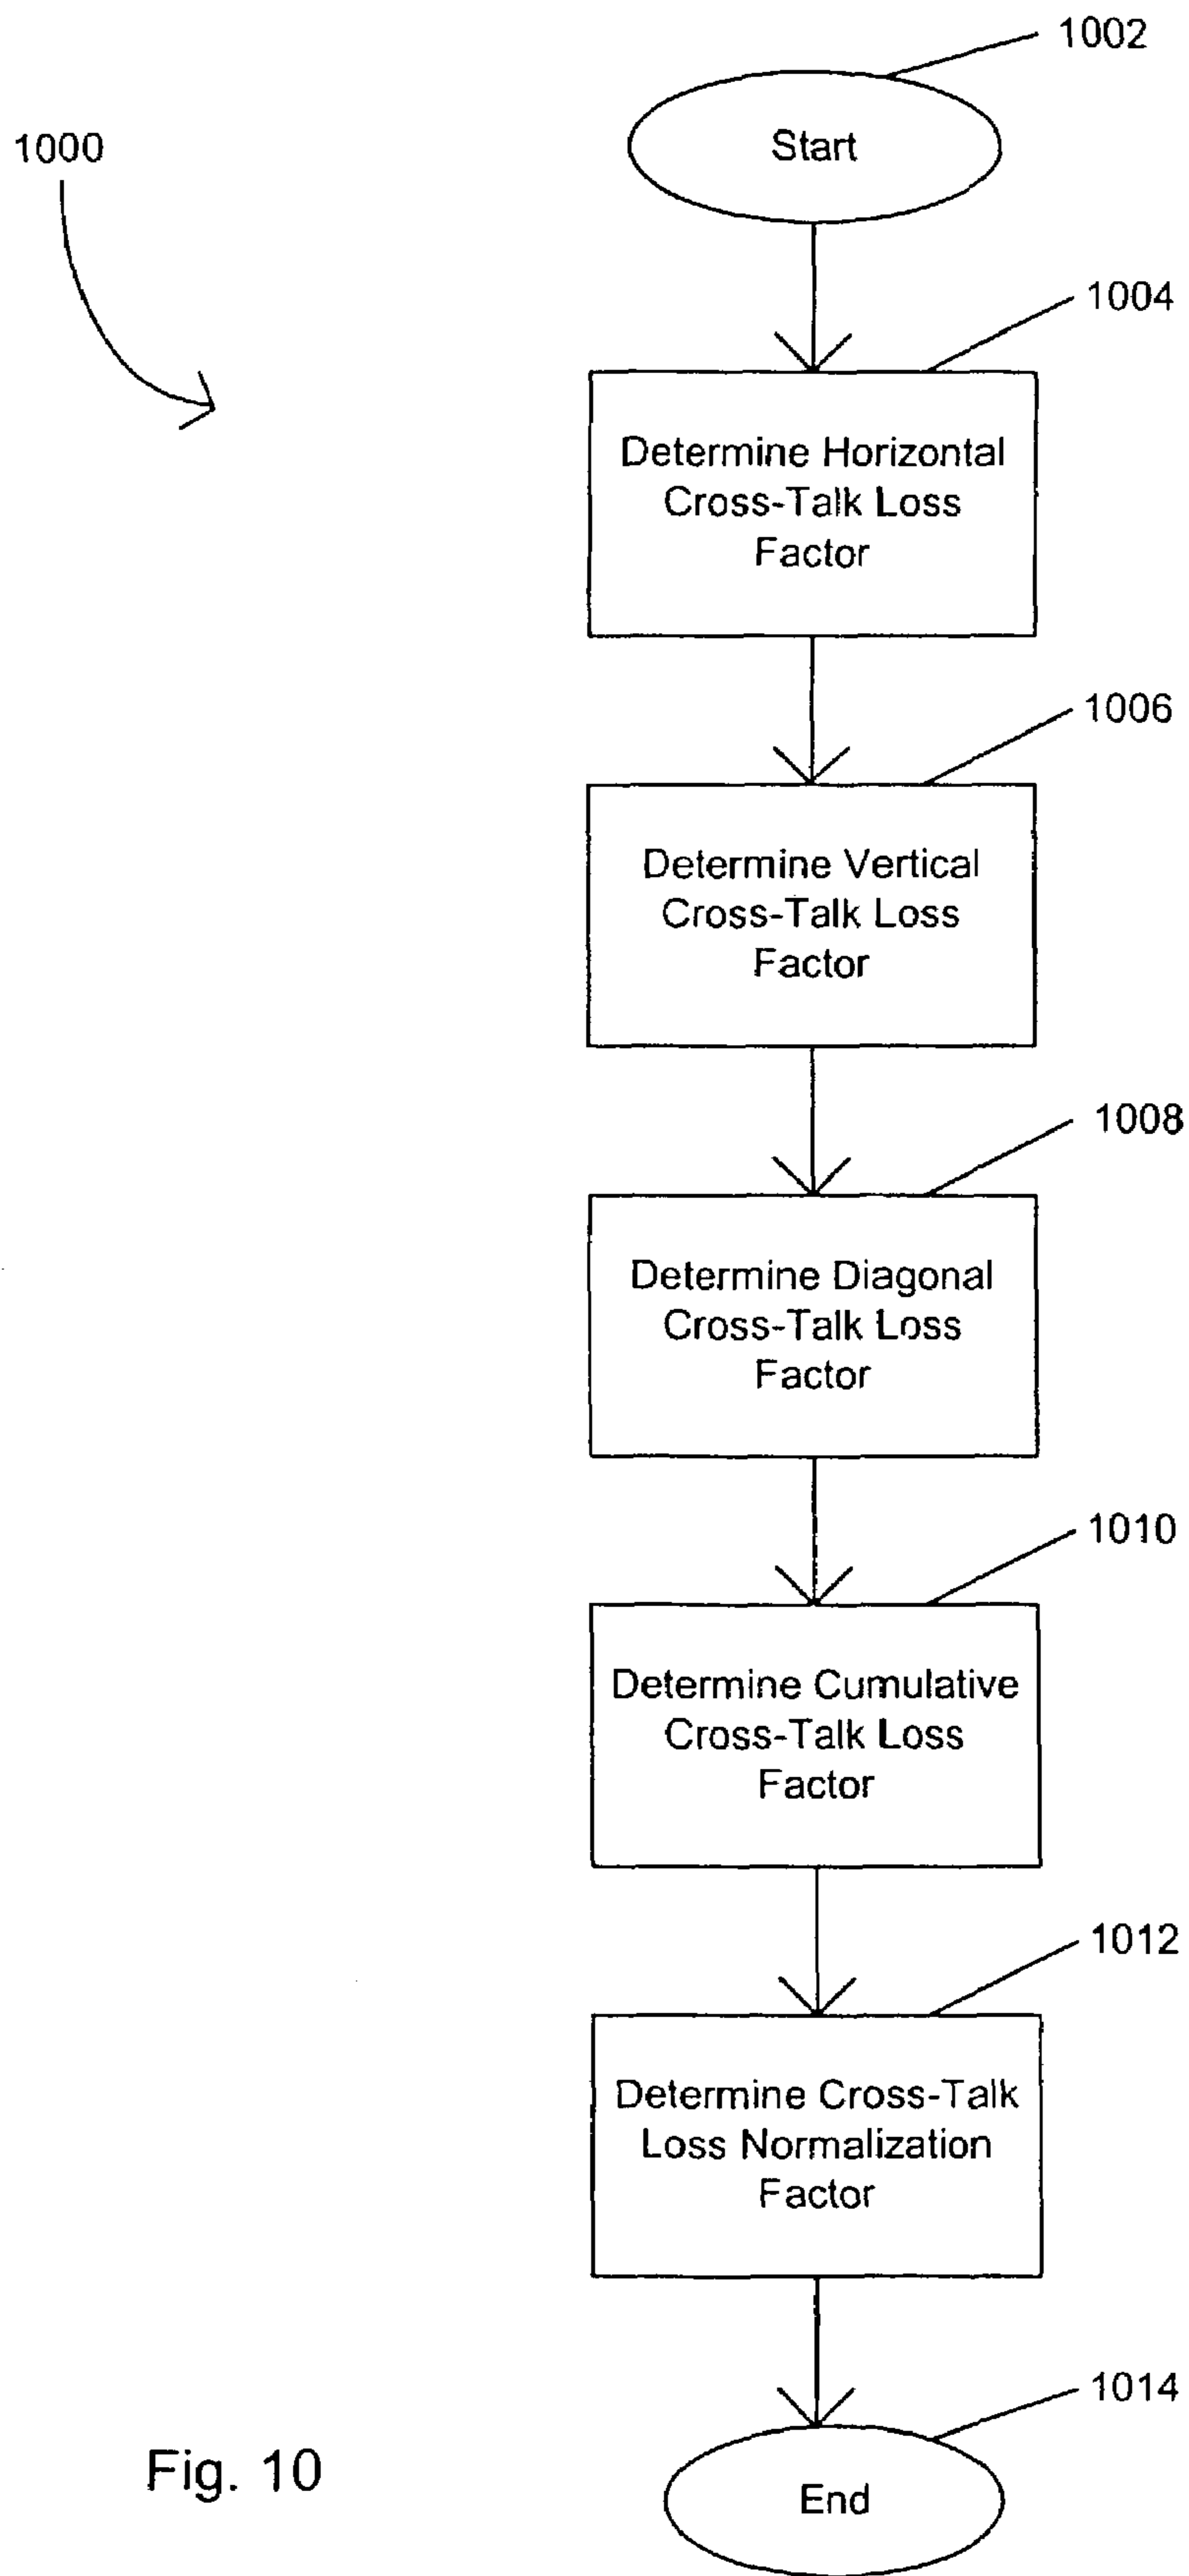 1002
Start
1000
1004
Determine Horizontal
Cross-Talk Loss
Factor
1006
Determine Vertical
Cross-Talk Loss
Factor
1008
Determine Diagonal
Cross-Talk Loss
Factor
1010
Determine Cumulative
Cross-Talk Loss
Factor
1012
Determine Cross-Talk
Loss Normalization
Factor
1014
End
Fig. 10